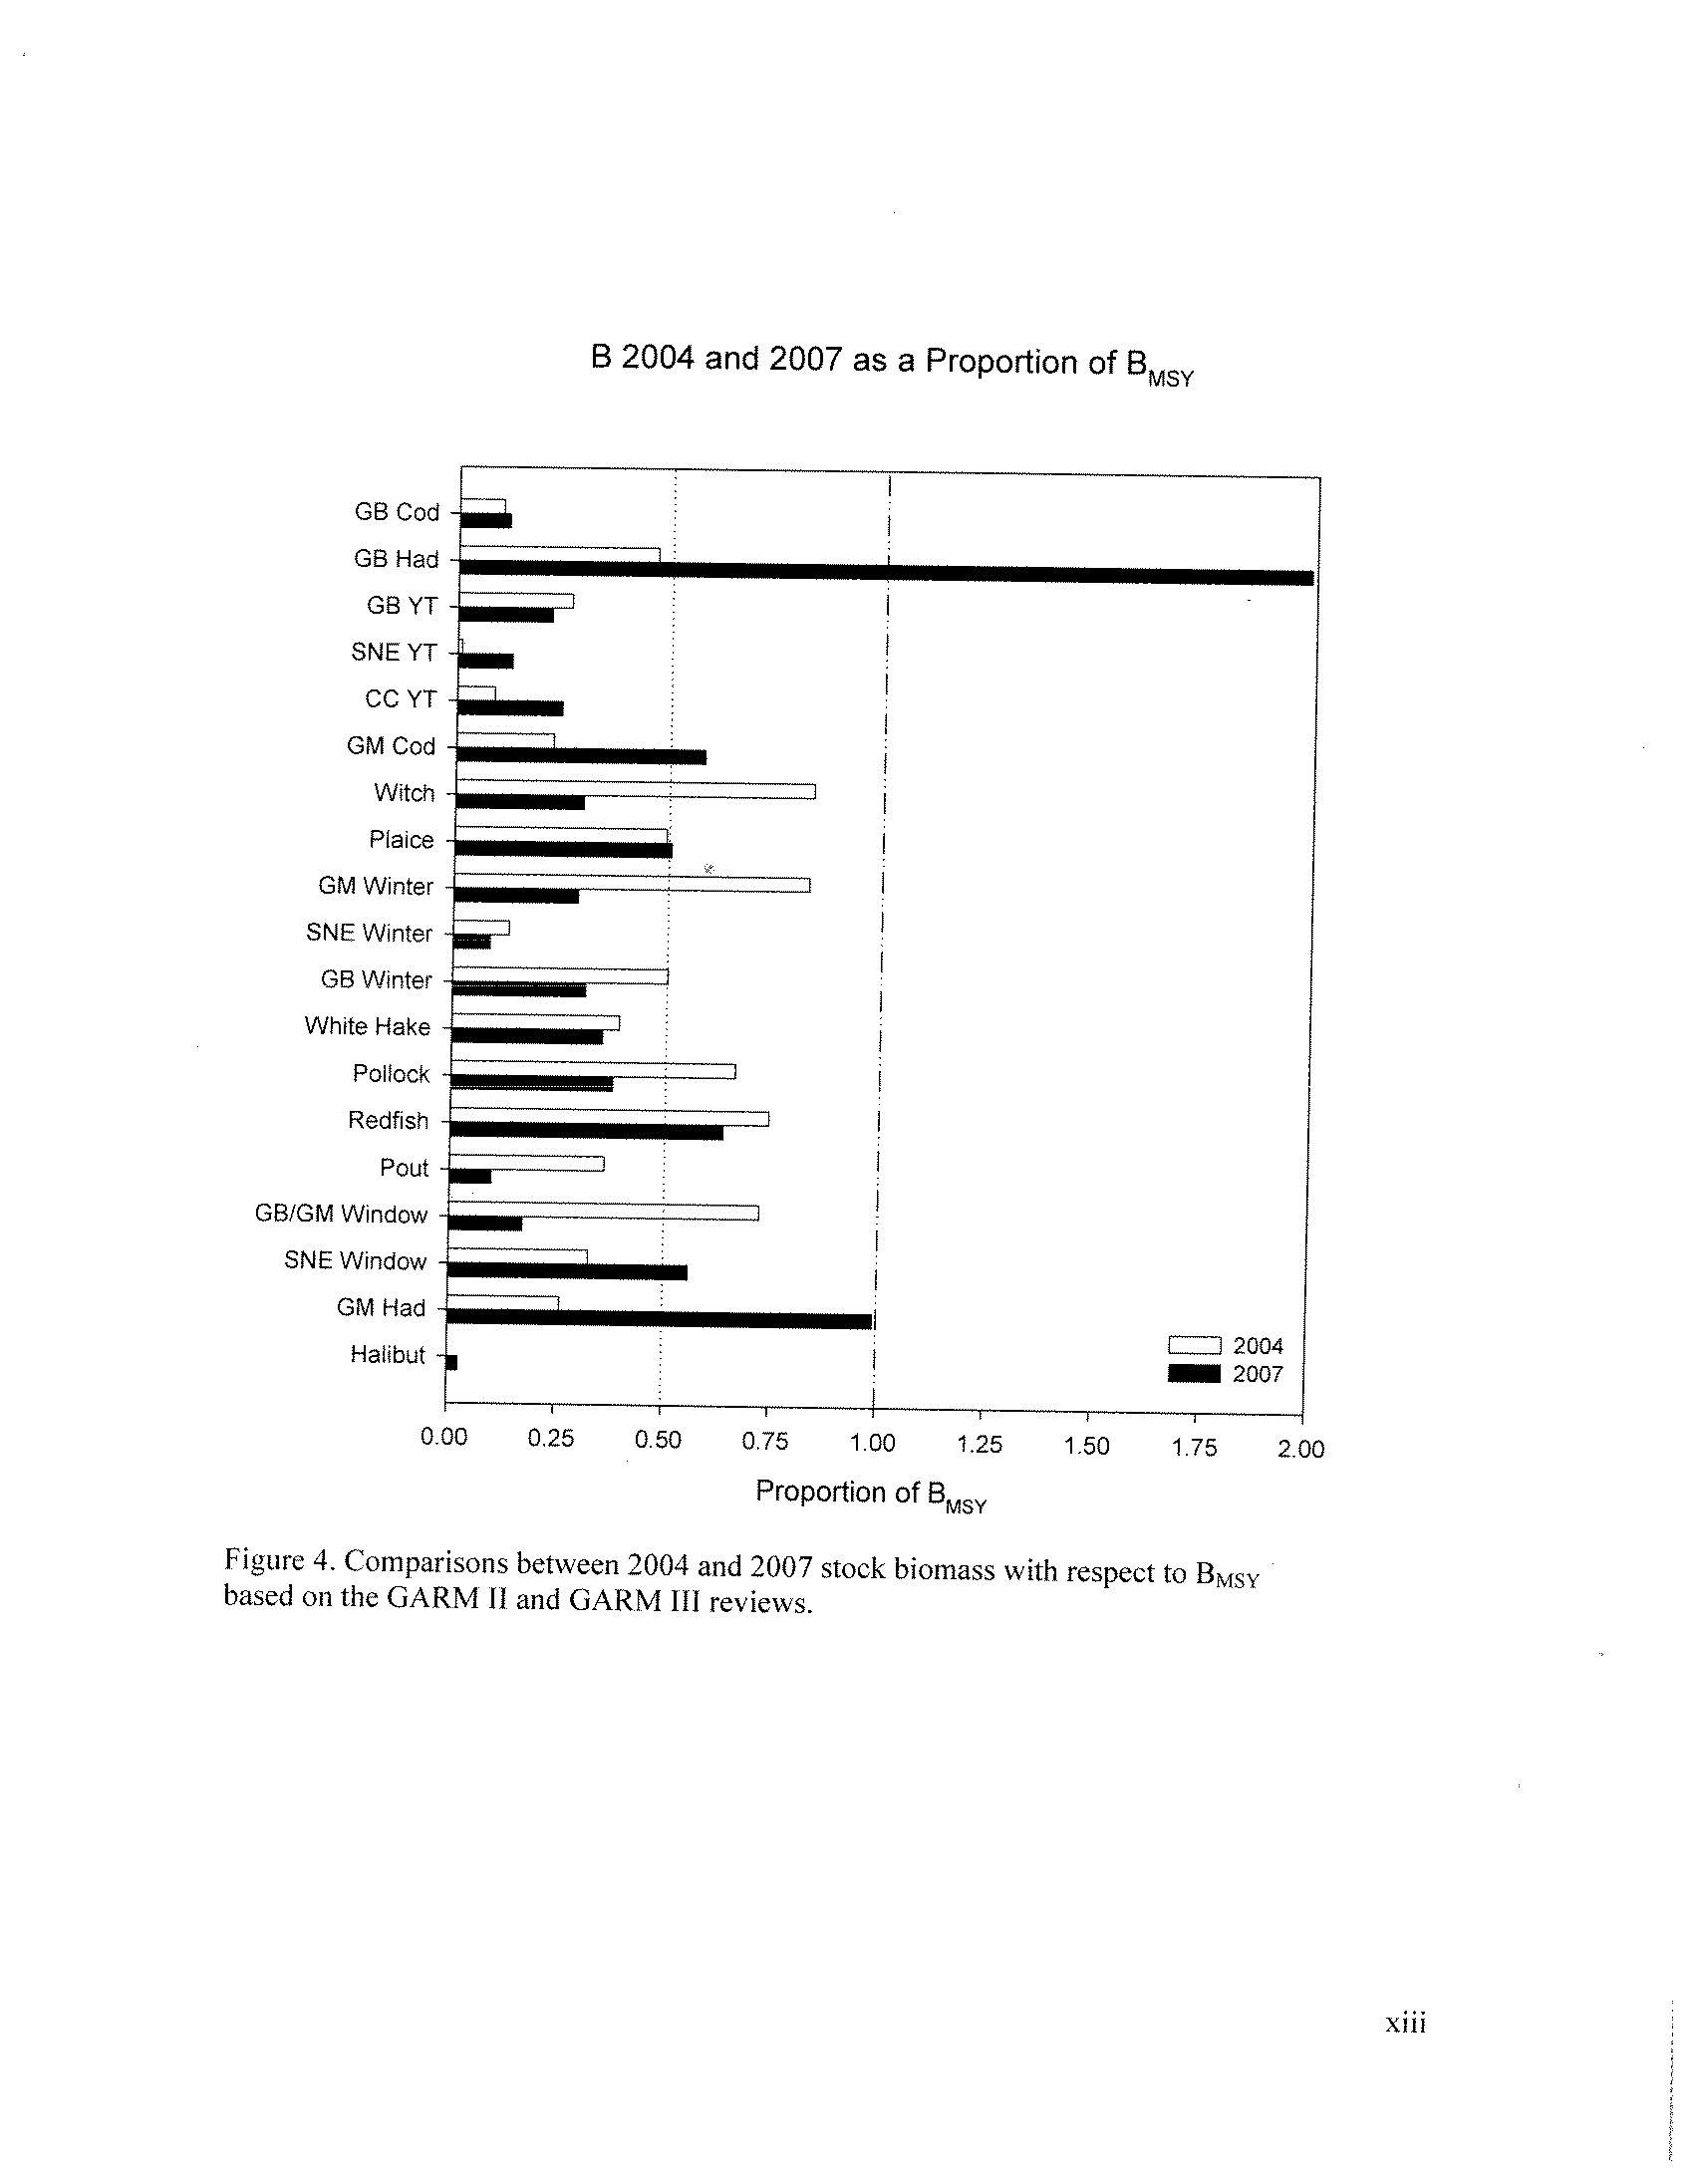 B 2004 and 2007 as a Proportion of BMSY
GB Cod
GB Had
GB YT
SNE YT
CC YT
GM Cod
Witch
Plaice
GM Winter
SNE Winter
GB Winter
White Hake
Pollock
Redfish
Pout
GB/GM Window
SNE Window
GM Had
Halibut
2004
2007
0.00 0.25 0.50 0.75 1.00 1.25 1.50 1.75 2.00
Proportion of BMSY
Figure 4. Comparisons between 2004 and 2007 stock biomass with respect to BMSY
based on the GARM II and GARM III reviews.
xiii